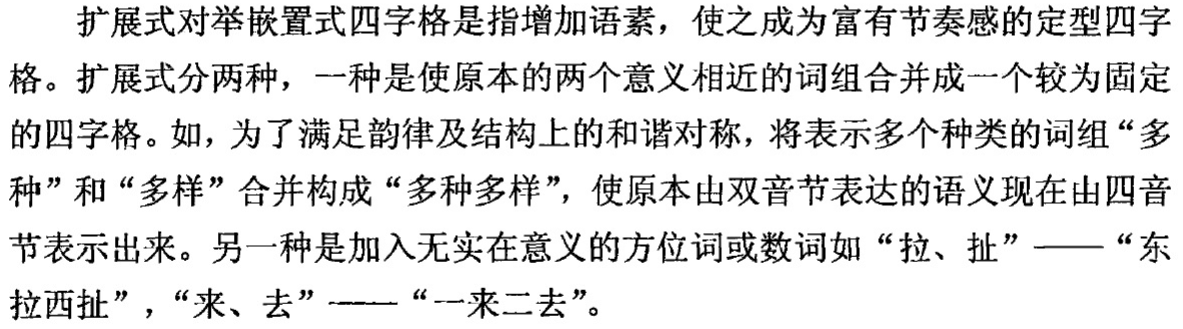 扩展式对举嵌置式四字格是指增加语素，使之成为富有节奏感的定型四字
格。扩展式分两种，一种是使原本的两个意义相近的词组合并成一个较为固定
的四字格。如，为了满足韵律及结构上的和谐对称，将表示多个种类的词组“多
种”和“多样”合并构成“多种多样”，使原本由双音节表达的语义现在由四音
节表示出来。另一种是加入无实在意义的方位词或数词如“拉、扯”——“东
拉西扯”，“来、去”——“一来二去”。